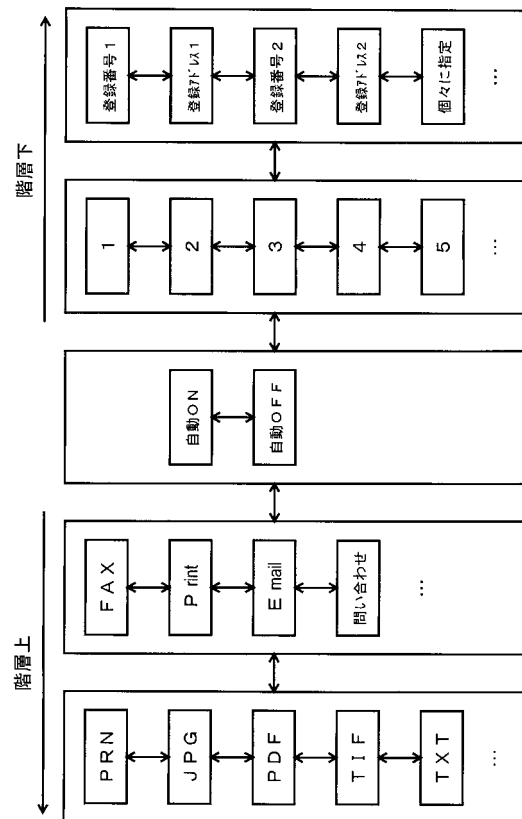 階層上
階層下
PRN
JPG
PDF
TIF
TXT
…
FAX
Print
Email
問い合わせ
…
自動ON
自動OFF
1
2
3
4
5
…
登録番号1
登録アドレス1
登録番号2
登録アドレス2
個々に指定
…